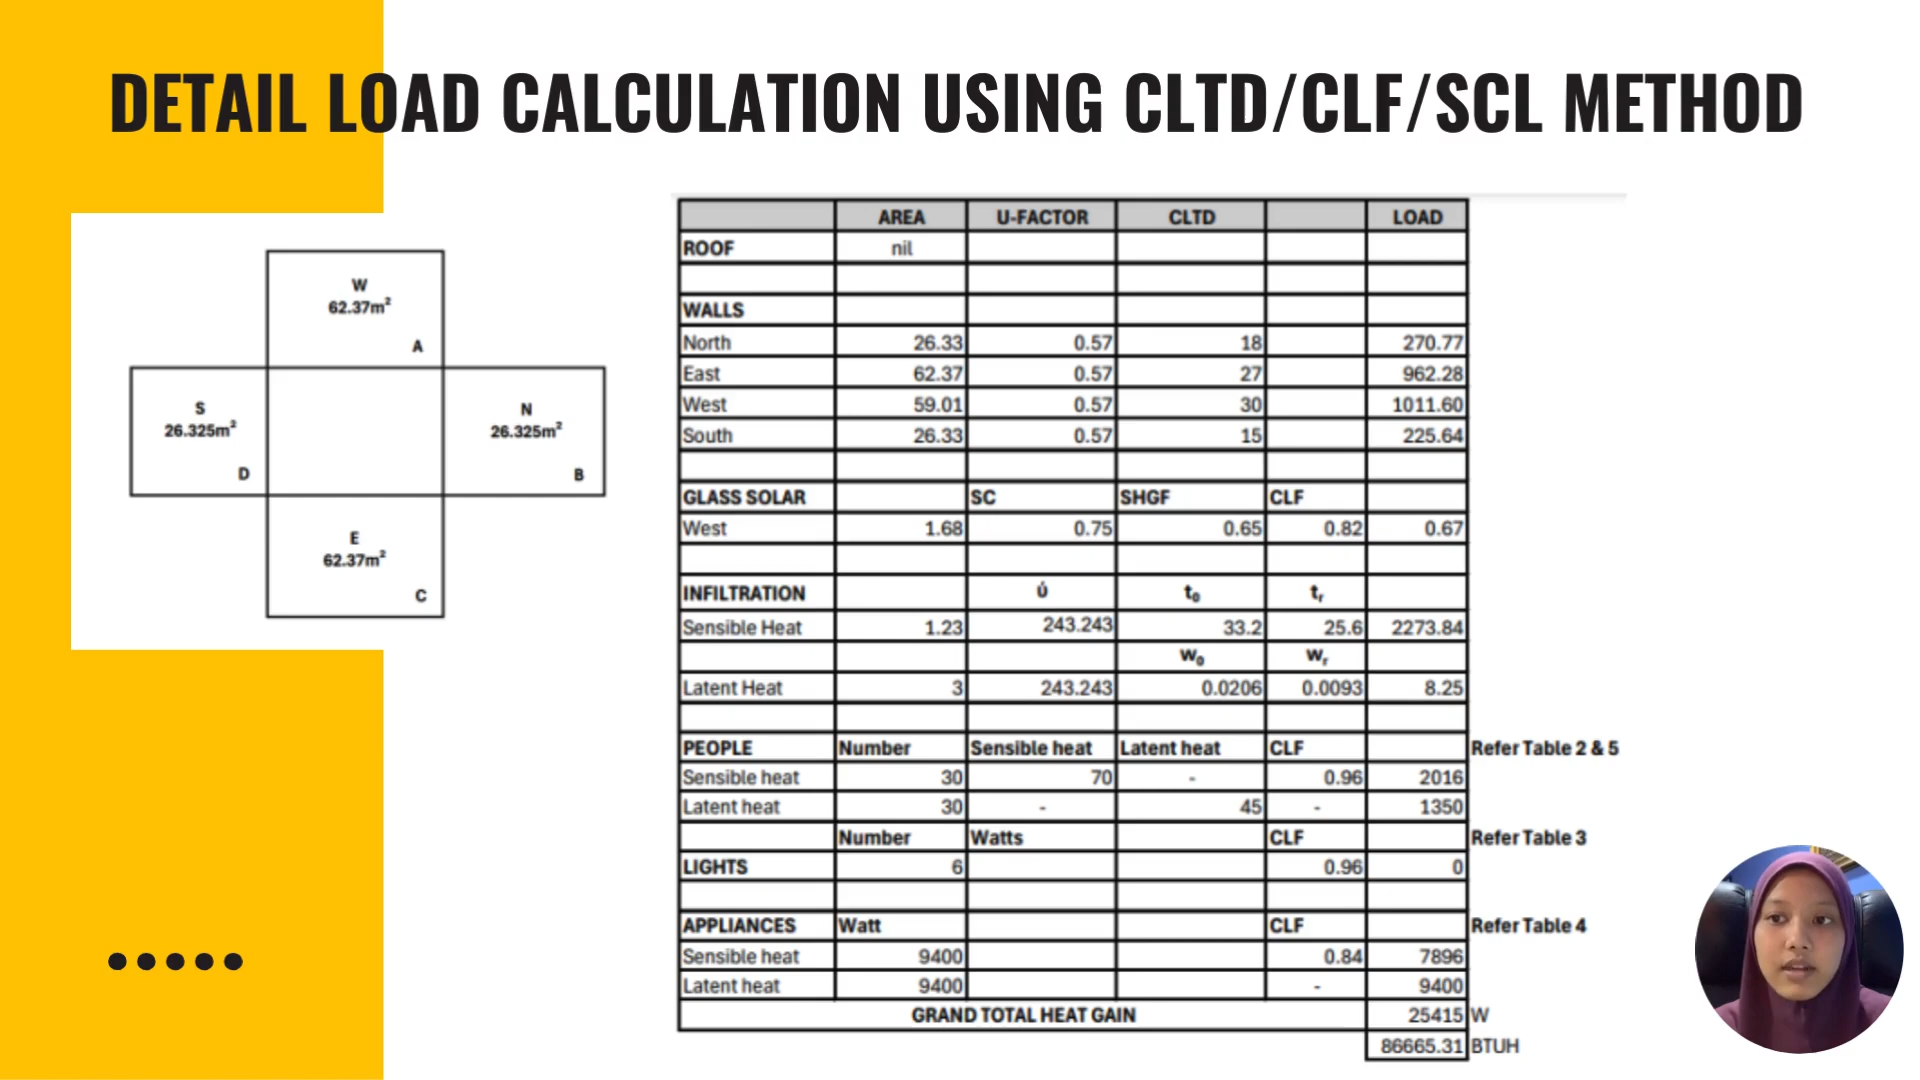 DETAIL LOAD CALCULATION USING CLTD/CLF/SCL METHOD
W
62.37m²
A
S
26.325m²
D
N
26.325m²
B
E
62.37m²
C
AREA U-FACTOR CLTD LOAD
ROOF nil
WALLS
North 26.33 0.57 18 270.77
East 62.37 0.57 27 962.28
West 59.01 0.57 30 1011.60
South 26.33 0.57 15 225.64
GLASS SOLAR SC SHGF CLF
West 1.68 0.75 0.65 0.82 0.67
INFILTRATION ύ t₀ tᵣ
Sensible Heat 1.23 243.243 33.2 25.6 2273.84
w₀ wᵣ
Latent Heat 3 243.243 0.0206 0.0093 8.25
PEOPLE Number Sensible heat Latent heat CLF Refer Table 2 & 5
Sensible heat 30 70 - 0.96 2016
Latent heat 30 - 45 - 1350
Number Watts CLF Refer Table 3
LIGHTS 6 0.96 0
APPLIANCES Watt CLF Refer Table 4
Sensible heat 9400 0.84 7896
Latent heat 9400 - 9400
GRAND TOTAL HEAT GAIN 25415 W
86665.31 BTUH